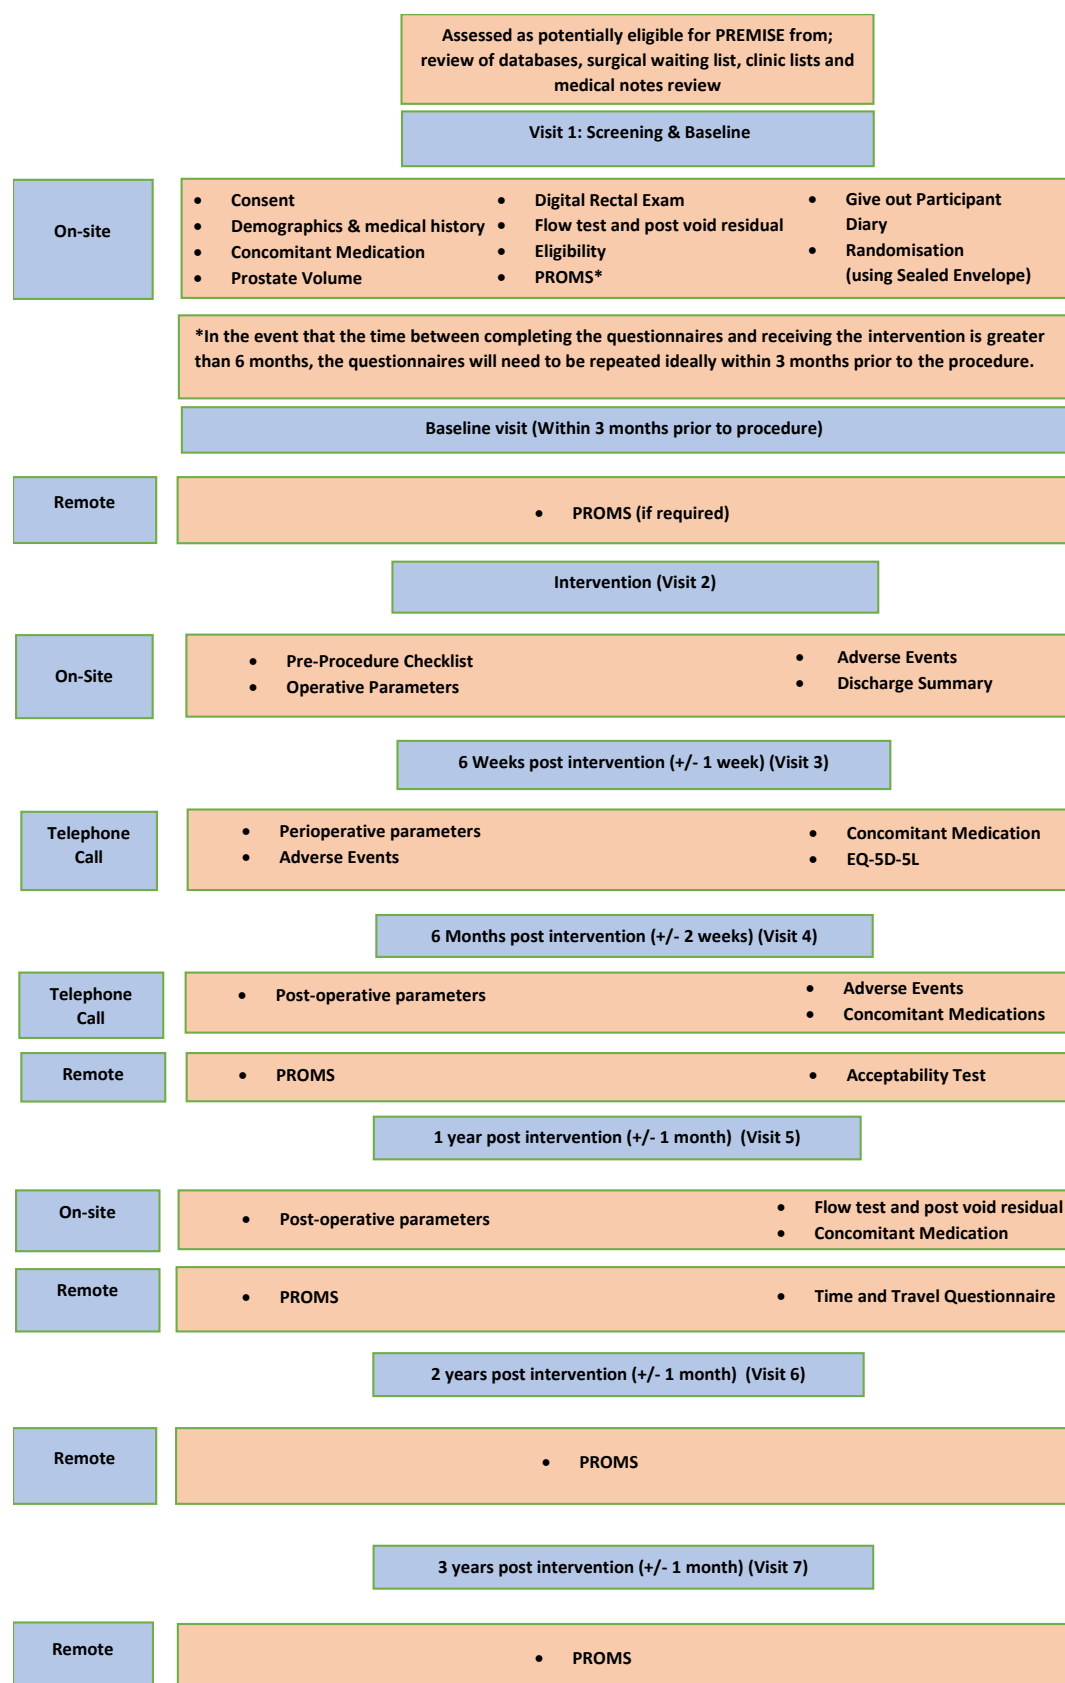 Assessed as potentially eligible for PREMISE from;
review of databases, surgical waiting list, clinic lists and
medical notes review
Visit 1: Screening & Baseline
On-site
• Consent
• Demographics & medical history
• Concomitant Medication
• Prostate Volume
• Digital Rectal Exam
• Flow test and post void residual
• Eligibility
• PROMS*
• Give out Participant
Diary
• Randomisation
(using Sealed Envelope)
*In the event that the time between completing the questionnaires and receiving the intervention is greater
than 6 months, the questionnaires will need to be repeated ideally within 3 months prior to the procedure.
Baseline visit (Within 3 months prior to procedure)
Remote
• PROMS (if required)
Intervention (Visit 2)
On-Site
• Pre-Procedure Checklist
• Operative Parameters
• Adverse Events
• Discharge Summary
6 Weeks post intervention (+/- 1 week) (Visit 3)
Telephone
Call
• Perioperative parameters
• Adverse Events
• Concomitant Medication
• EQ-5D-5L
6 Months post intervention (+/- 2 weeks) (Visit 4)
Telephone
Call
• Post-operative parameters
• Adverse Events
• Concomitant Medications
Remote
• PROMS
• Acceptability Test
1 year post intervention (+/- 1 month) (Visit 5)
On-site
• Post-operative parameters
• Flow test and post void residual
• Concomitant Medication
Remote
• PROMS
• Time and Travel Questionnaire
2 years post intervention (+/- 1 month) (Visit 6)
Remote
• PROMS
3 years post intervention (+/- 1 month) (Visit 7)
Remote
• PROMS